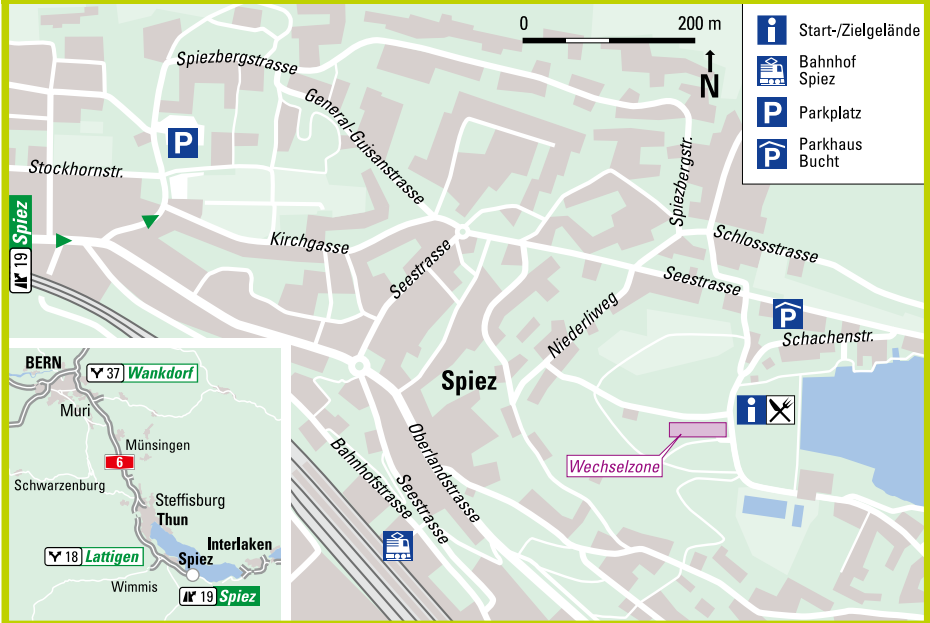 0 200 m
N
Start-/Zielgelände
Bahnhof
Spiez
P Parkplatz
P Parkhaus
Bucht
Spiezbergstrasse
General-Guisanstrasse
P
Stockhornstr.
Spiezbergstr.
19 Spiez
Kirchgasse
Seestrasse
Schlossstrasse
Seestrasse
P
Niederliweg
Schachenstr.
Spiez
Wechselzone
Oberlandstrasse
Bahnhofstrasse
Seestrasse
BERN
37 Wankdorf
Muri
Münsingen
6
Schwarzenburg
Steffisburg
Thun
Interlaken
18 Lattigen
Spiez
Wimmis
19 Spiez